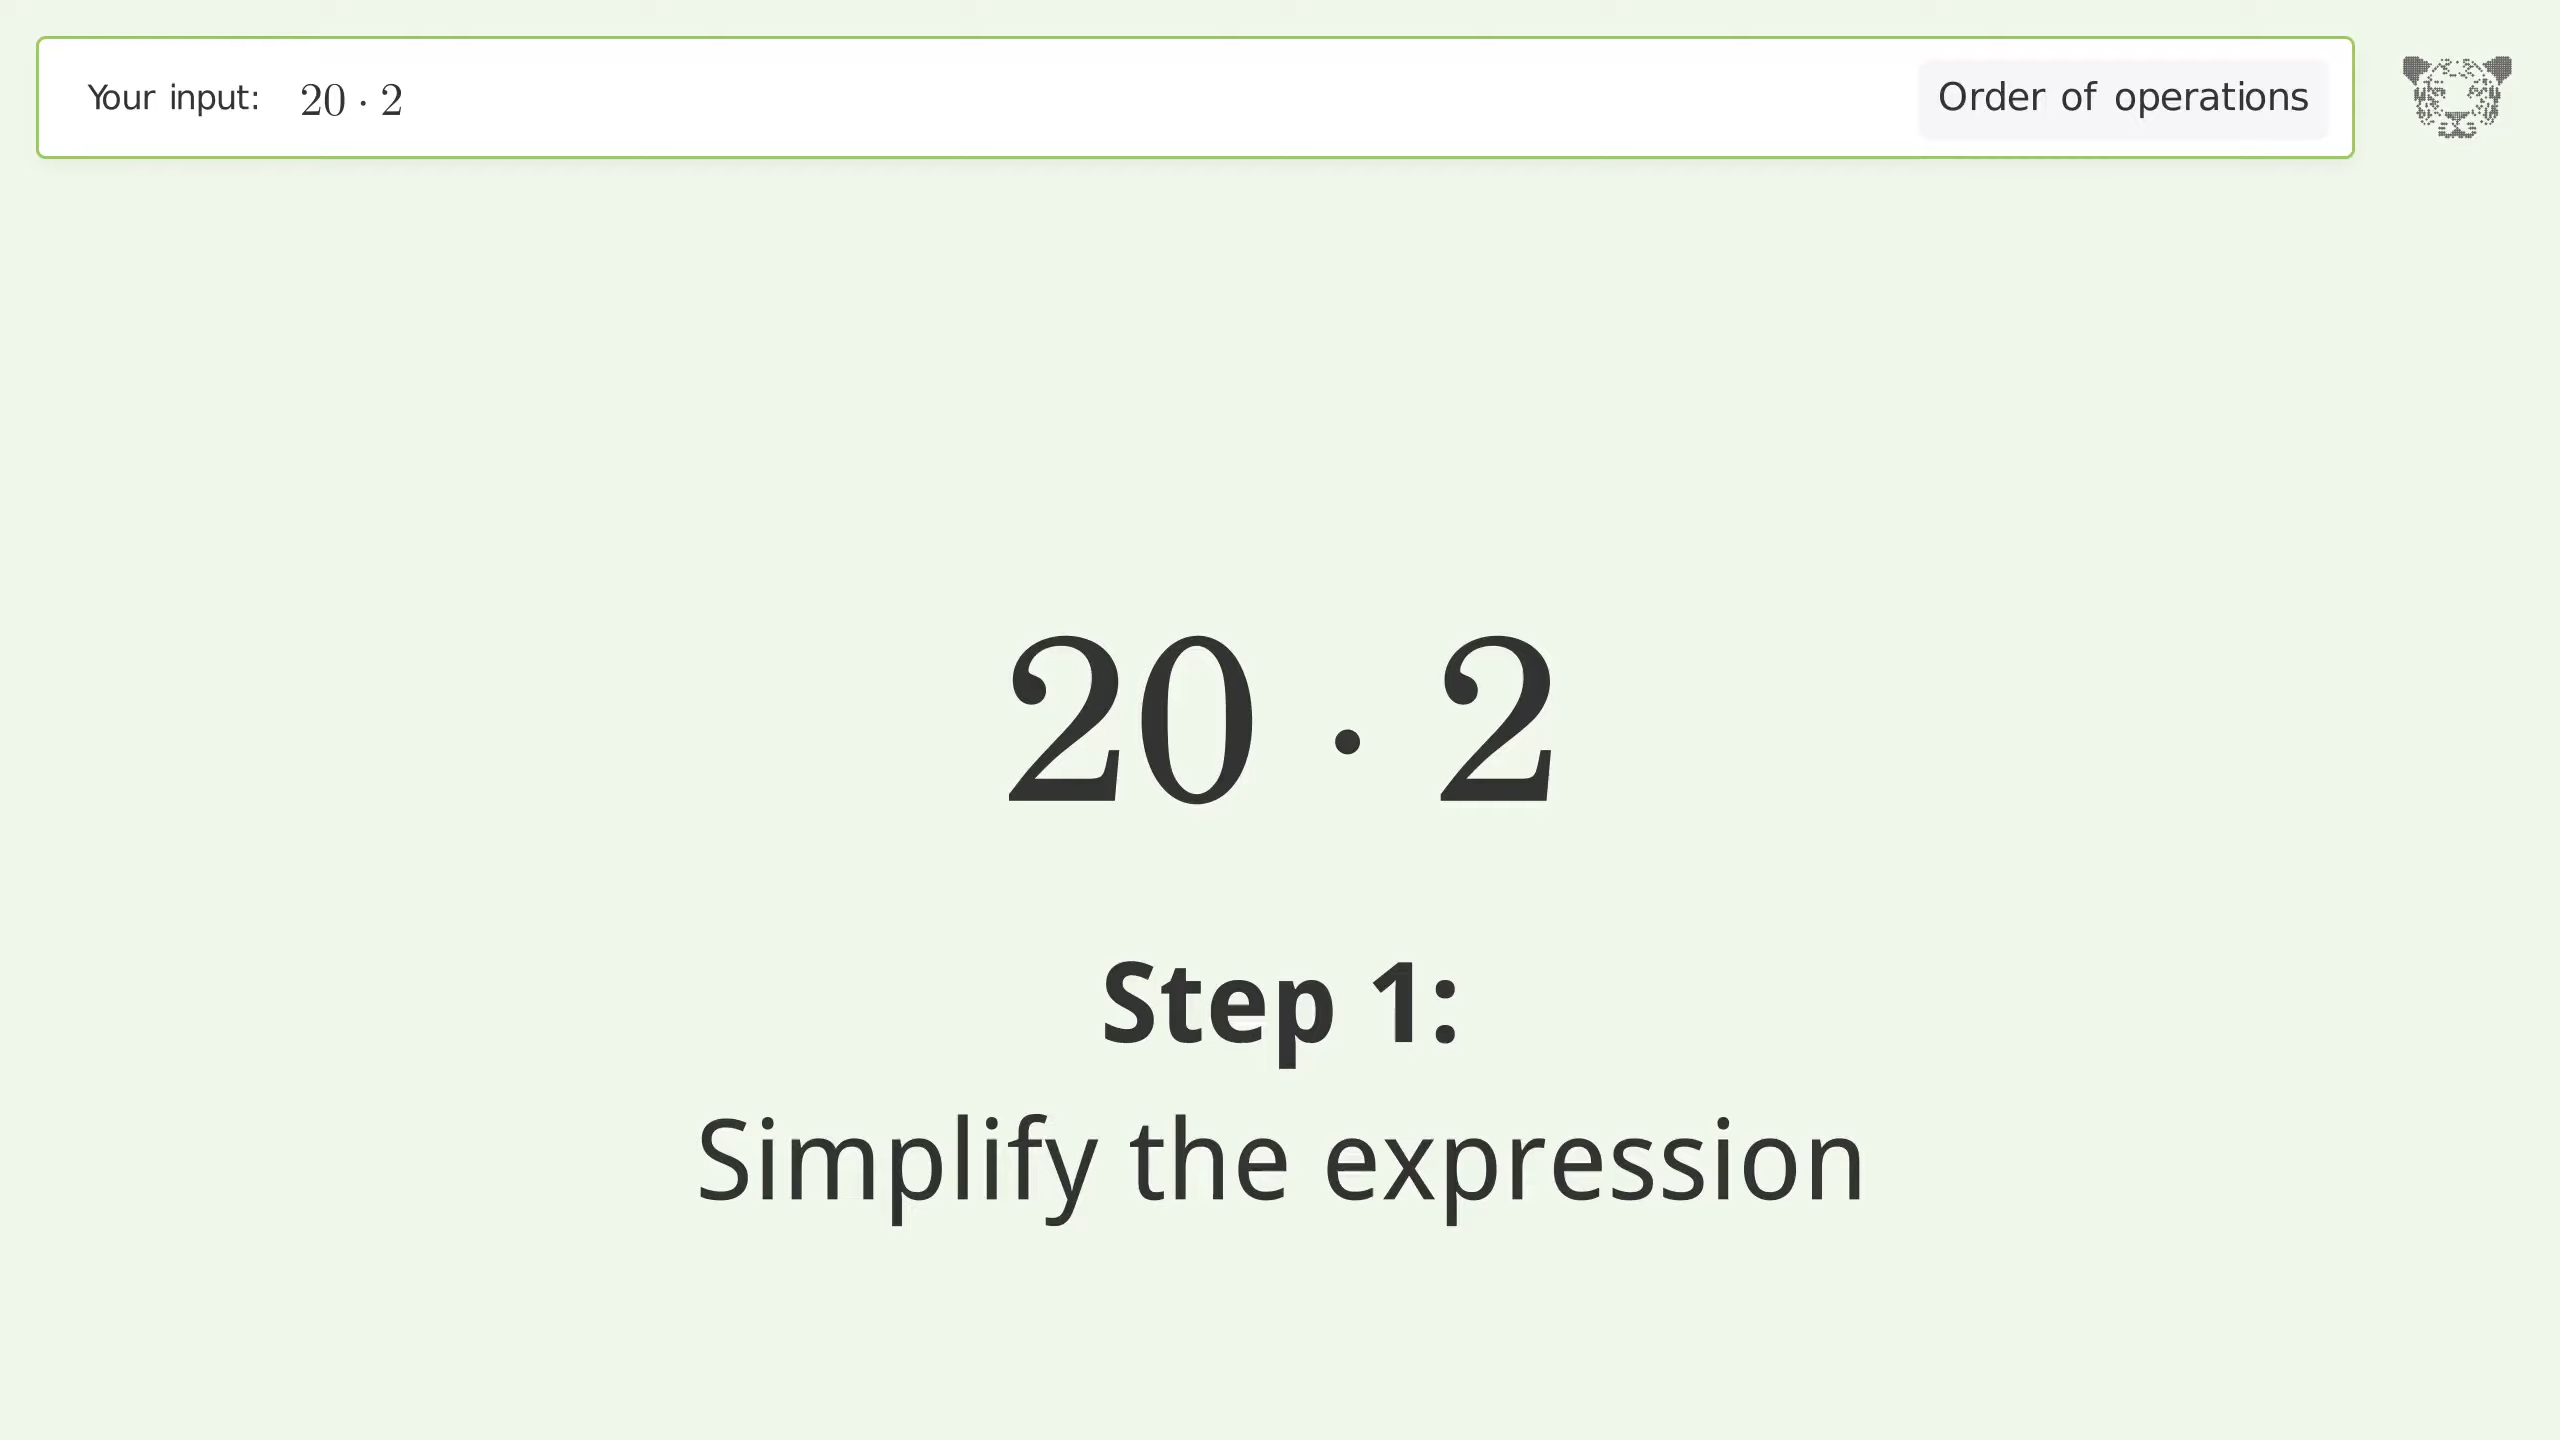 Your input: 20 · 2
Order of operations
20 · 2
Step 1:
Simplify the expression